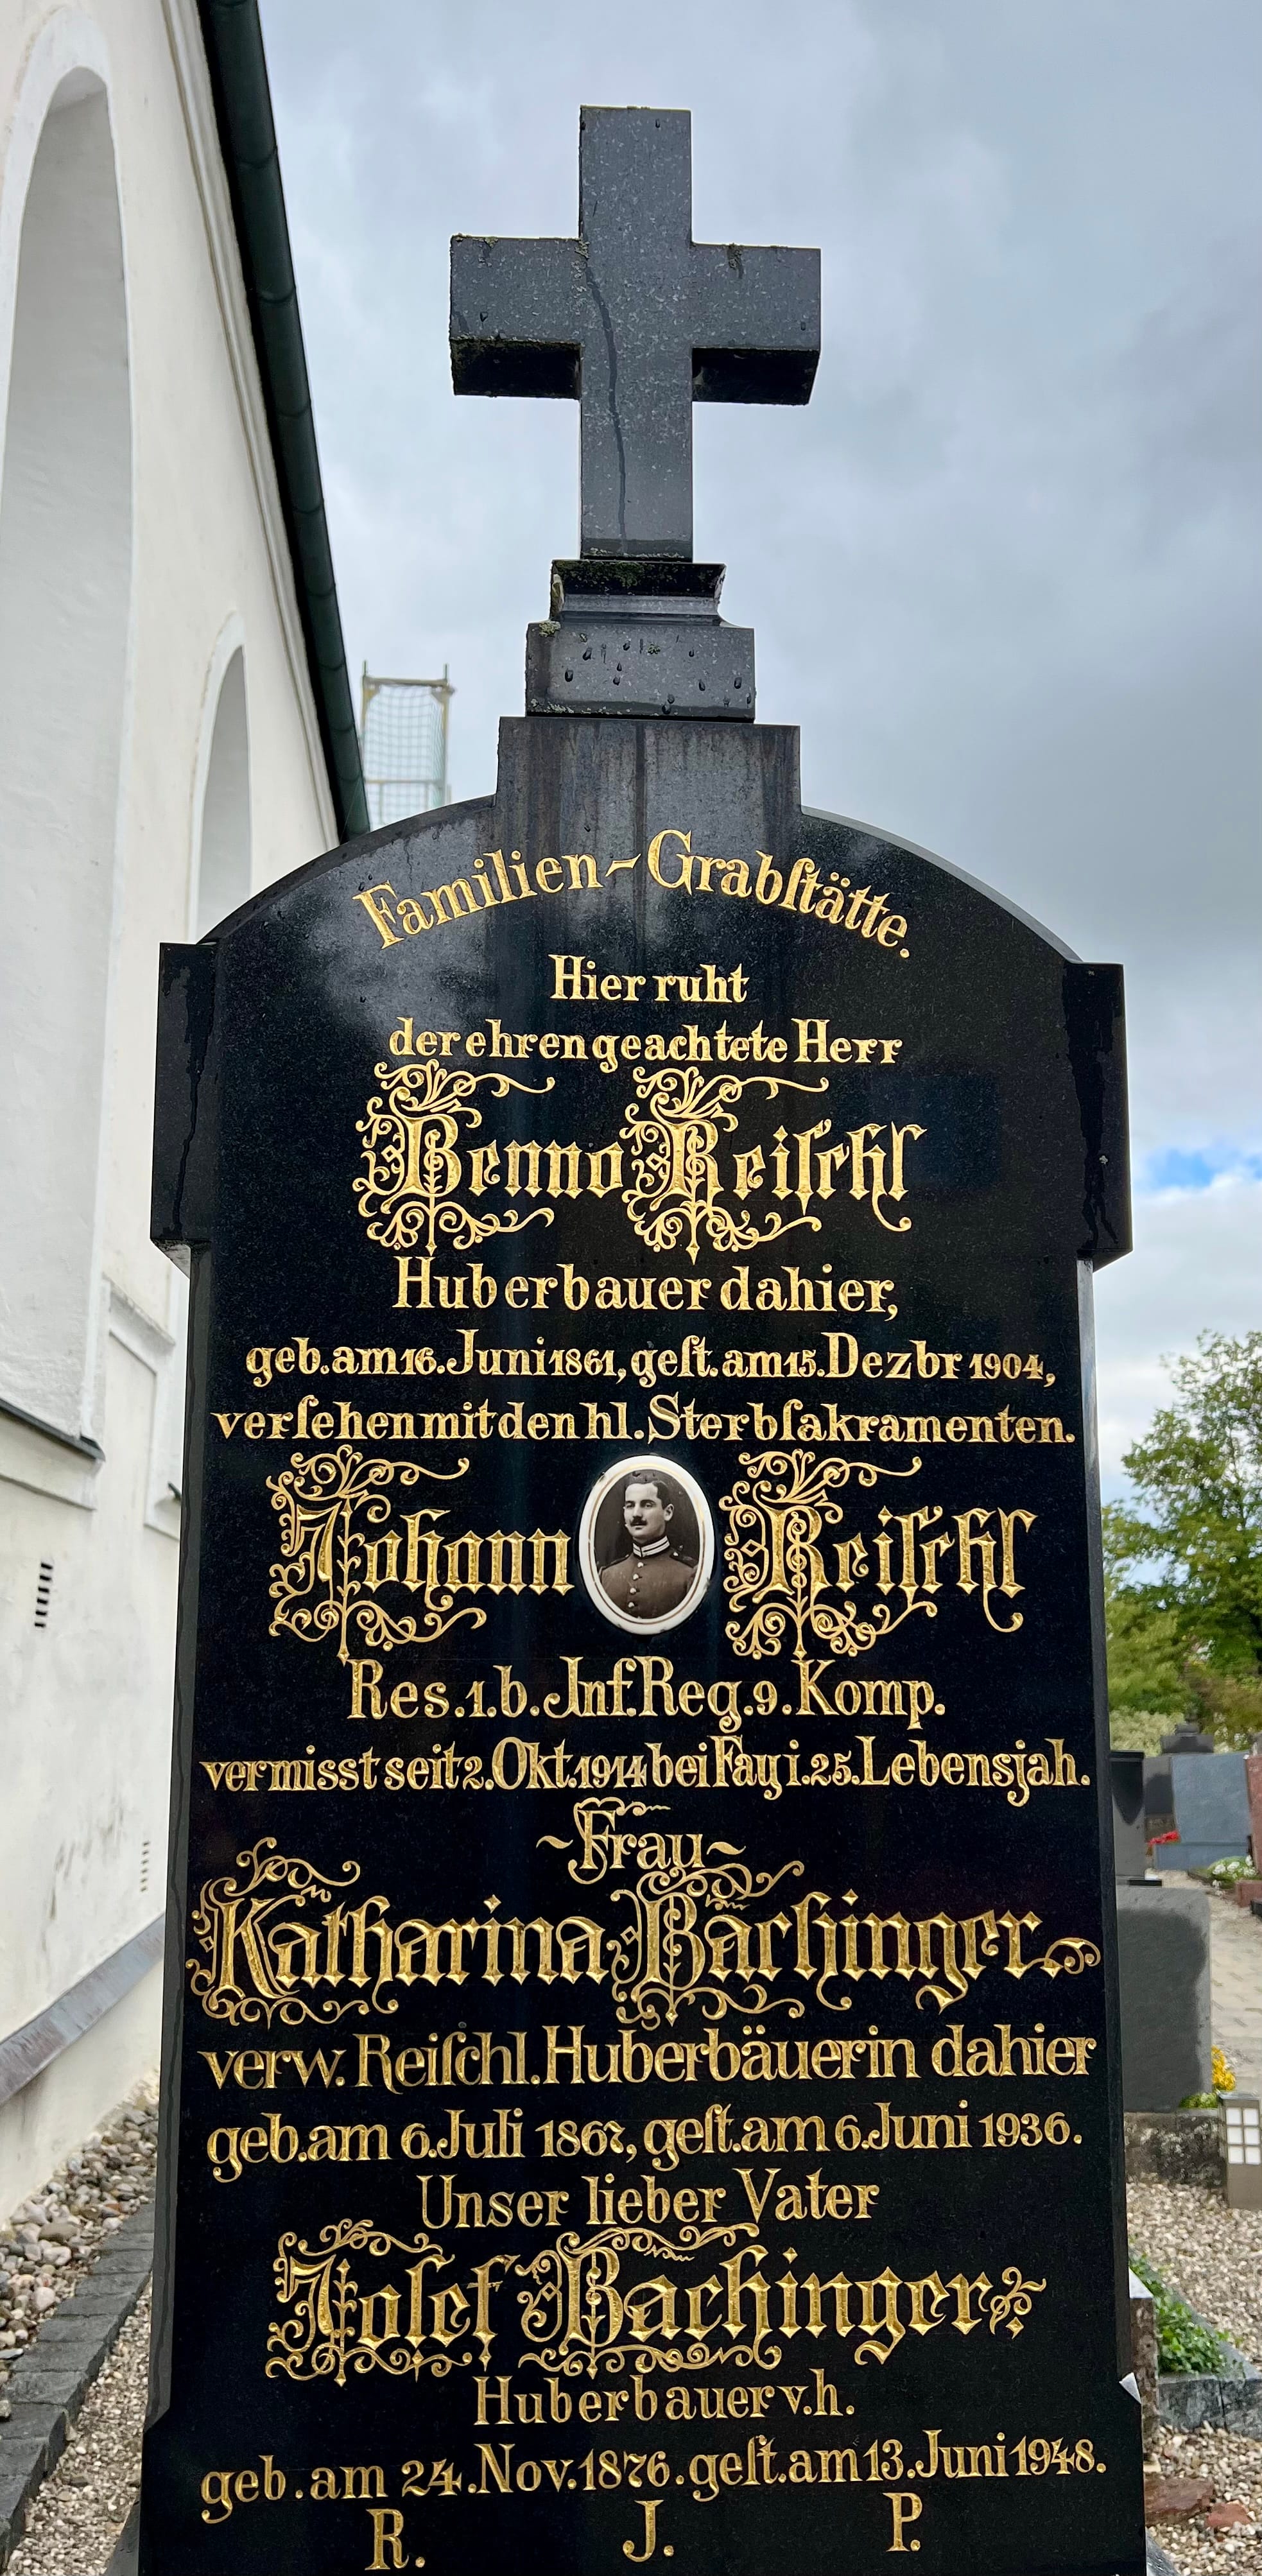 Familien-Grabſtätte.
Hier ruht
der ehrengeachtete Herr
Benno Reiſchl
Huberbauer dahier,
geb. am 16. Juni 1861, geſt. am 15. Dezbr 1904,
verſehen mit den hl. Sterbſakramenten.
Johann Reiſchl
Res. 1. b. Inf. Reg. 9. Komp.
vermisst seit 2. Okt. 1914 bei Fay i. 25. Lebensjah.
~Frau~
Katharina Bachinger
verw. Reiſchl. Huberbäuerin dahier
geb. am 6. Juli 1867, geſt. am 6. Juni 1936.
Unser lieber Vater
Joſef Bachinger
Huberbauer v. h.
geb. am 24. Nov. 1876. geſt. am 13. Juni 1948.
R. J. P.